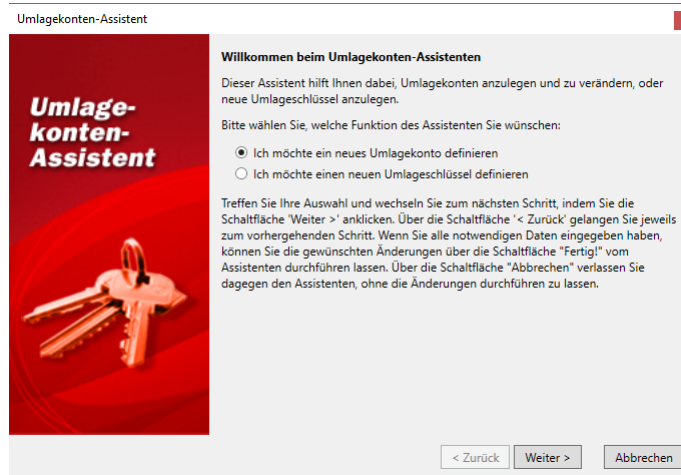 Umlagekonten-Assistent
Umlage-
konten-
Assistent
Willkommen beim Umlagekonten-Assistenten
Dieser Assistent hilft Ihnen dabei, Umlagekonten anzulegen und zu verändern, oder
neue Umlageschlüssel anzulegen.
Bitte wählen Sie, welche Funktion des Assistenten Sie wünschen:
Ich möchte ein neues Umlagekonto definieren
Ich möchte einen neuen Umlageschlüssel definieren
Treffen Sie Ihre Auswahl und wechseln Sie zum nächsten Schritt, indem Sie die
Schaltfläche 'Weiter >' anklicken. Über die Schaltfläche '< Zurück' gelangen Sie jeweils
zum vorhergehenden Schritt. Wenn Sie alle notwendigen Daten eingegeben haben,
können Sie die gewünschten Änderungen über die Schaltfläche "Fertig!" vom
Assistenten durchführen lassen. Über die Schaltfläche "Abbrechen" verlassen Sie
dagegen den Assistenten, ohne die Änderungen durchführen zu lassen.
< Zurück
Weiter >
Abbrechen